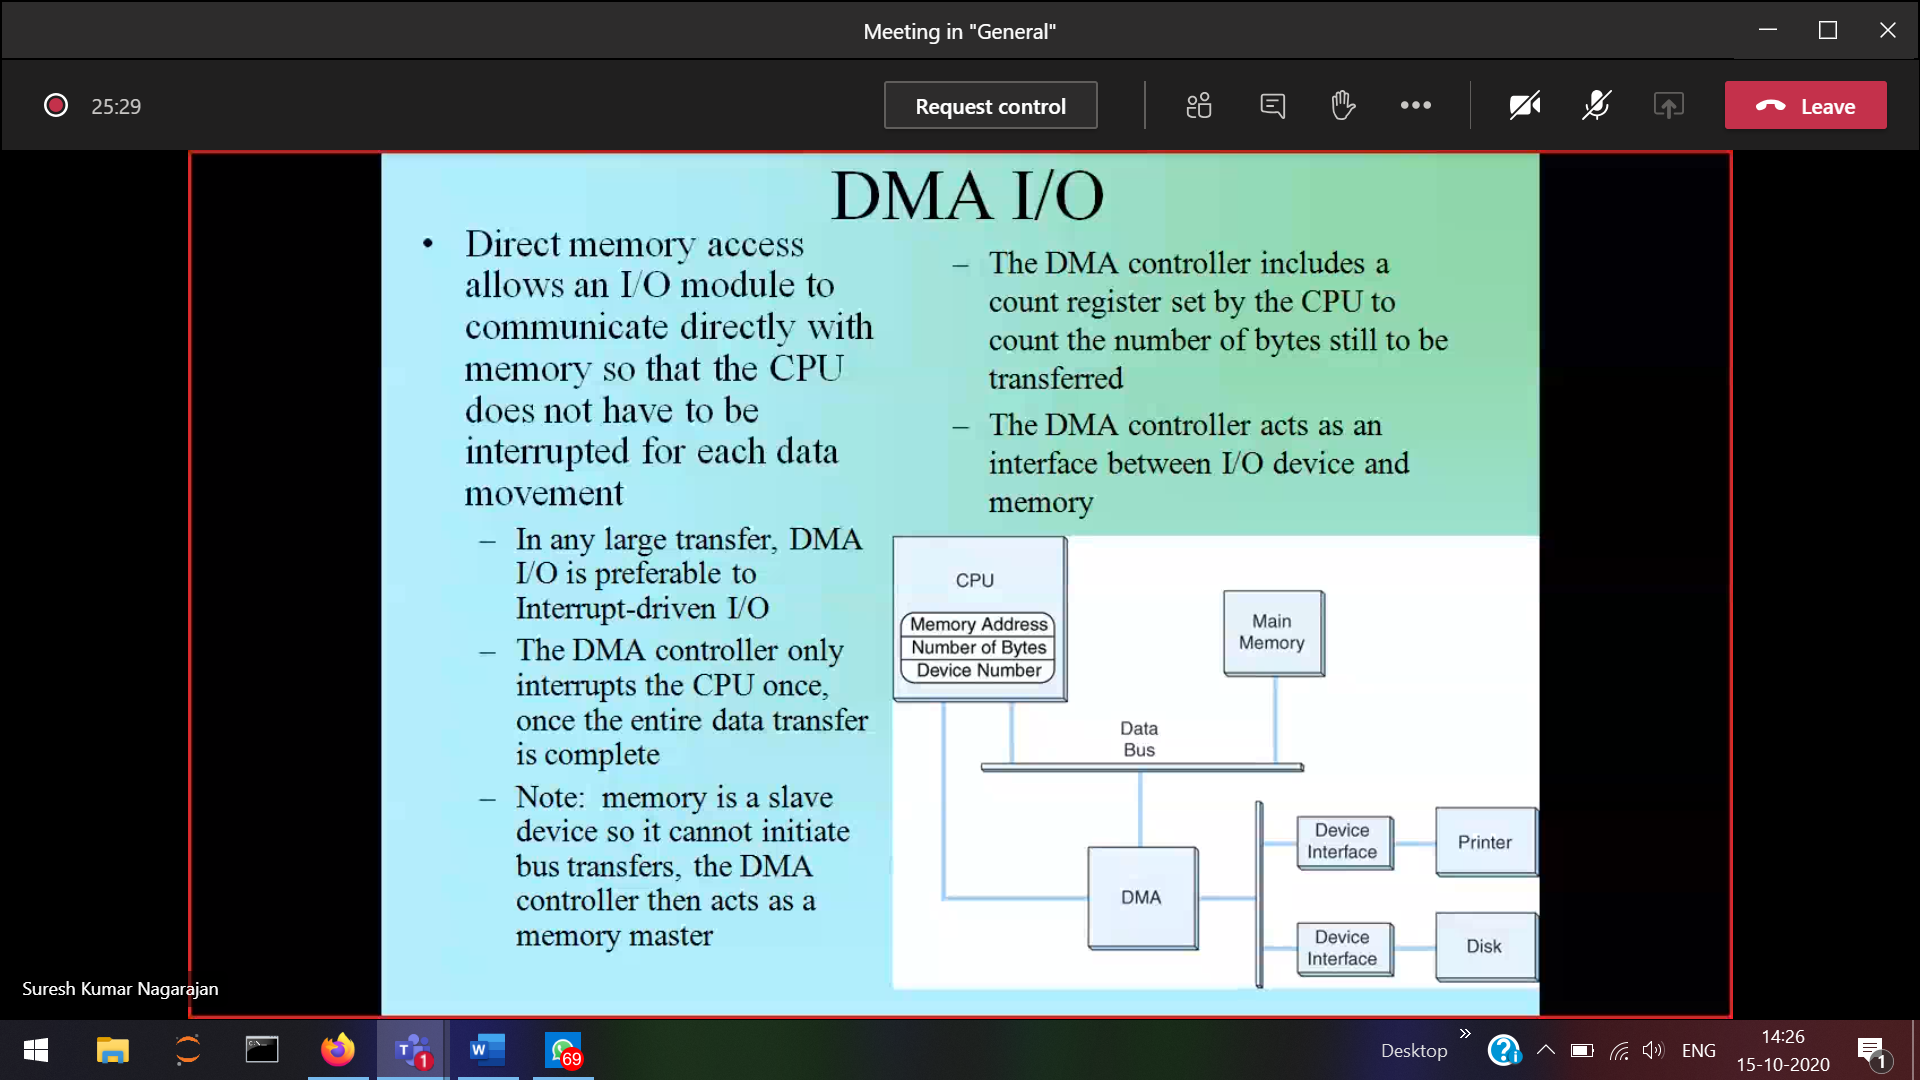 Meeting in "General"
25:29
Request control
Leave
DMA I/O
• Direct memory access
allows an I/O module to
communicate directly with
memory so that the CPU
does not have to be
interrupted for each data
movement
– In any large transfer, DMA
I/O is preferable to
Interrupt-driven I/O
– The DMA controller only
interrupts the CPU once,
once the entire data transfer
is complete
– Note: memory is a slave
device so it cannot initiate
bus transfers, the DMA
controller then acts as a
memory master
– The DMA controller includes a
count register set by the CPU to
count the number of bytes still to be
transferred
– The DMA controller acts as an
interface between I/O device and
memory
CPU
Memory Address
Number of Bytes
Device Number
Main
Memory
Data
Bus
DMA
Device
Interface
Printer
Device
Interface
Disk
Suresh Kumar Nagarajan
T
1
W
69
Desktop
ENG
14:26
15-10-2020
1